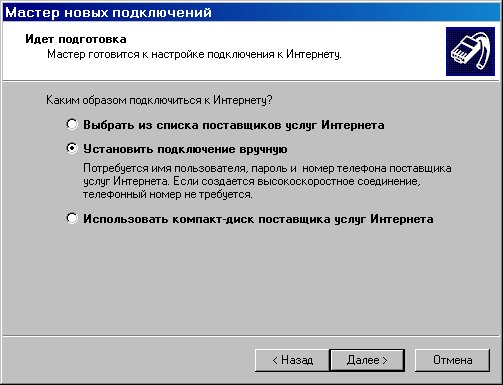 Мастер новых подключений
Идет подготовка
Мастер готовится к настройке подключения к Интернету.
Каким образом подключиться к Интернету?
Выбрать из списка поставщиков услуг Интернета
Установить подключение вручную
Потребуется имя пользователя, пароль и номер телефона поставщика
услуг Интернета. Если создается высокоскоростное соединение,
телефонный номер не требуется.
Использовать компакт-диск поставщика услуг Интернета
< Назад
Далее >
Отмена